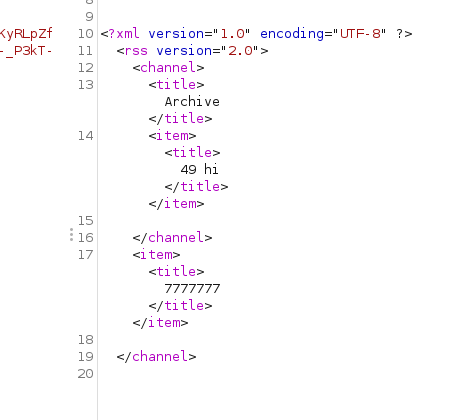 8
9
KyRLpZf 10 <?xml version="1.0" encoding="UTF-8" ?>
-_P3kT- 11 <rss version="2.0">
12 <channel>
13 <title>
Archive
</title>
14 <item>
<title>
49 hi
</title>
</item>
15
16 </channel>
17 <item>
<title>
7777777
</title>
</item>
18
19 </channel>
20